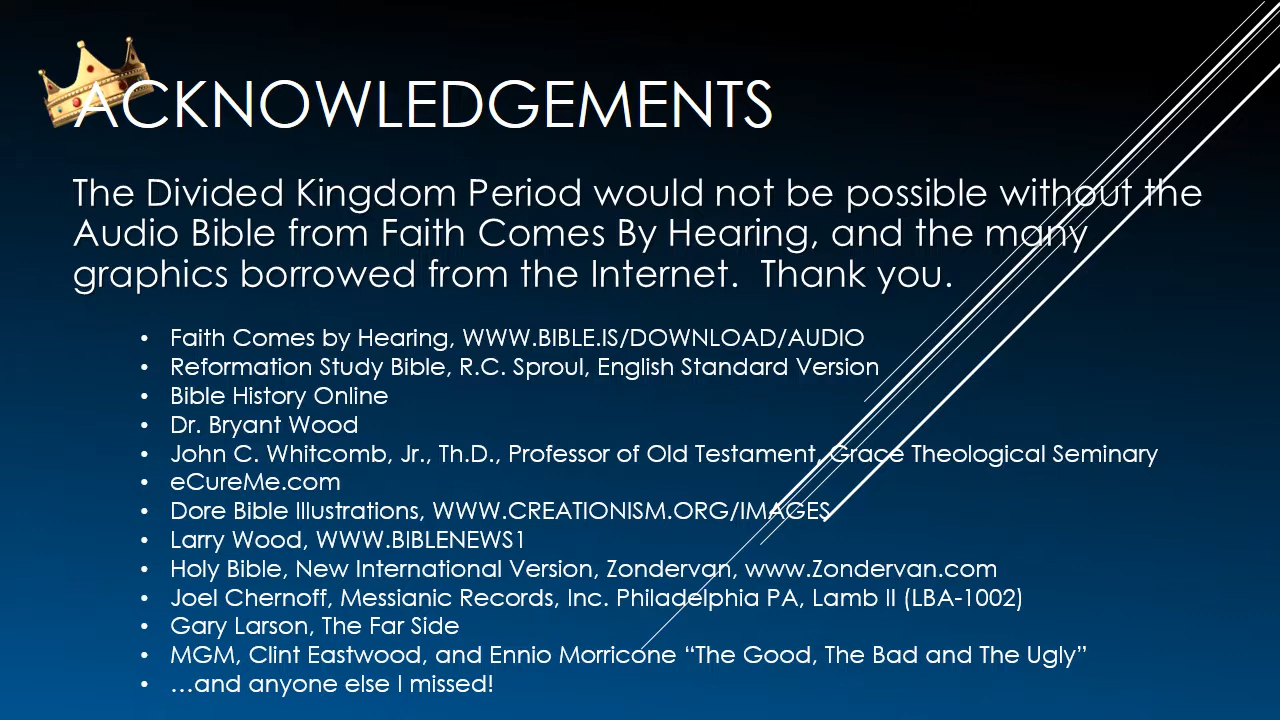 ACKNOWLEDGEMENTS
The Divided Kingdom Period would not be possible without the
Audio Bible from Faith Comes By Hearing, and the many
graphics borrowed from the Internet.  Thank you.
• Faith Comes by Hearing, WWW.BIBLE.IS/DOWNLOAD/AUDIO
• Reformation Study Bible, R.C. Sproul, English Standard Version
• Bible History Online
• Dr. Bryant Wood
• John C. Whitcomb, Jr., Th.D., Professor of Old Testament, Grace Theological Seminary
• eCureMe.com
• Dore Bible Illustrations, WWW.CREATIONISM.ORG/IMAGES
• Larry Wood, WWW.BIBLENEWS1
• Holy Bible, New International Version, Zondervan, www.Zondervan.com
• Joel Chernoff, Messianic Records, Inc. Philadelphia PA, Lamb II (LBA-1002)
• Gary Larson, The Far Side
• MGM, Clint Eastwood, and Ennio Morricone “The Good, The Bad and The Ugly”
• …and anyone else I missed!